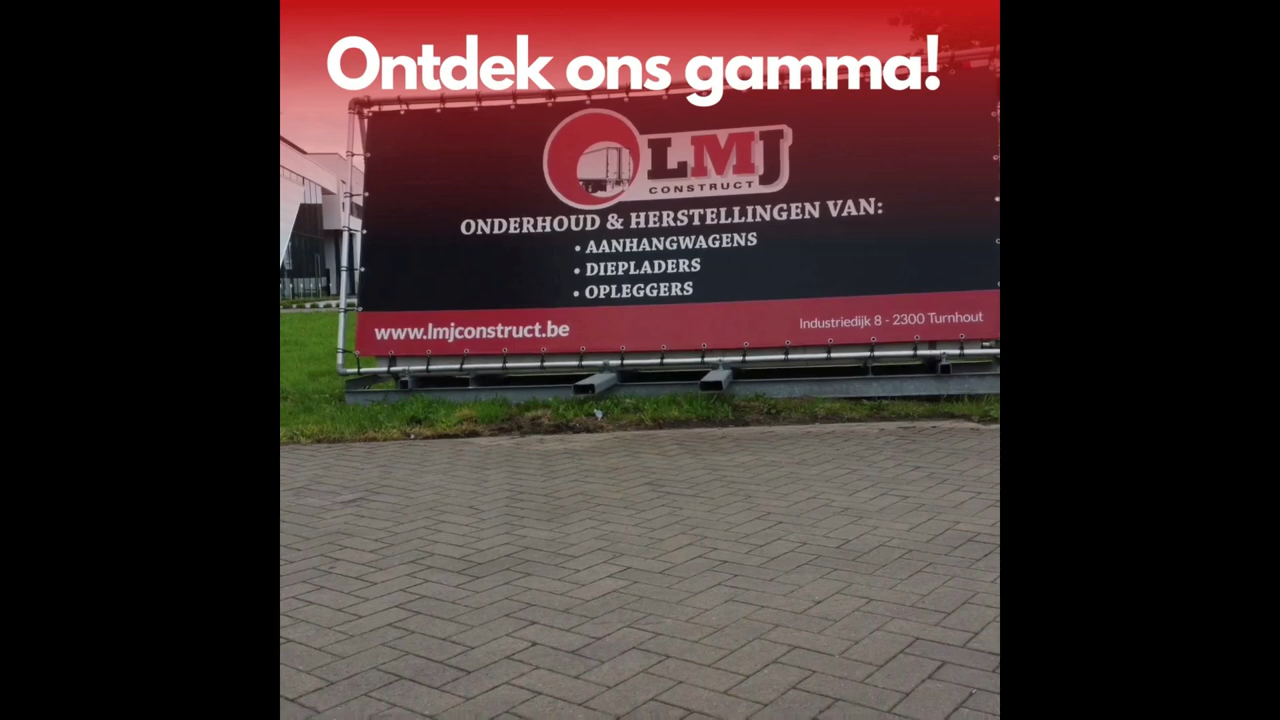 Ontdek ons gamma!
LMJ
CONSTRUCT
ONDERHOUD & HERSTELLINGEN VAN:
• AANHANGWAGENS
• DIEPLADERS
• OPLEGGERS
www.lmjconstruct.be
Industriedijk 8 - 2300 Turnhout